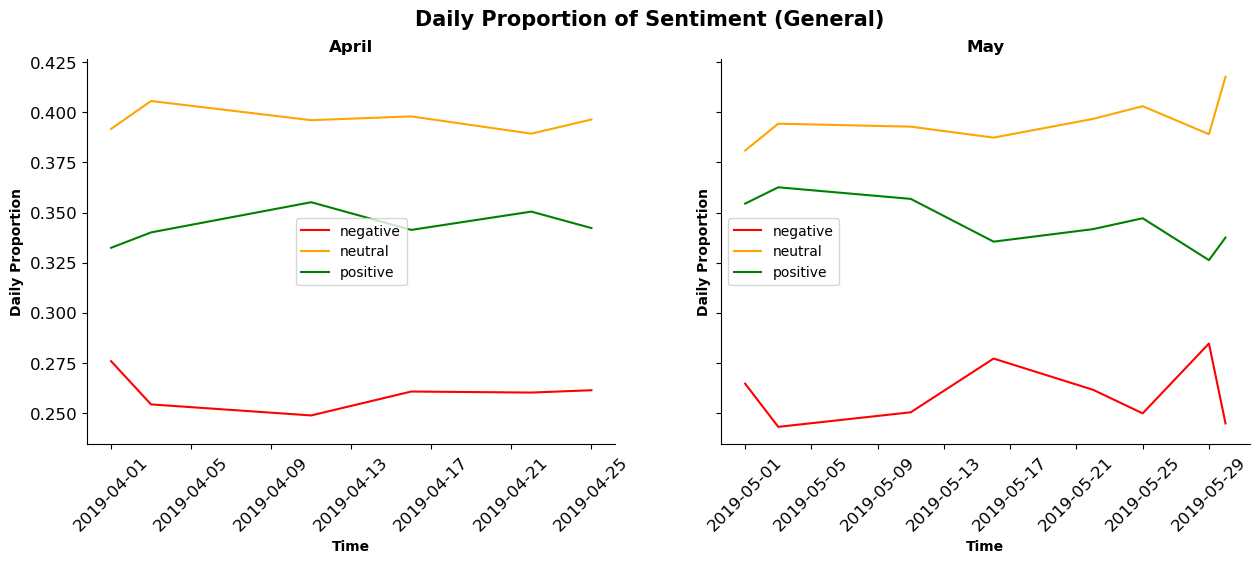 Daily Proportion of Sentiment (General)
April
Daily Proportion
0.425
0.400
0.375
0.350
0.325
0.300
0.275
0.250
negative
neutral
positive
2019-04-01
2019-04-05
2019-04-09
2019-04-13
2019-04-17
2019-04-21
2019-04-25
Time
May
Daily Proportion
negative
neutral
positive
2019-05-01
2019-05-05
2019-05-09
2019-05-13
2019-05-17
2019-05-21
2019-05-25
2019-05-29
Time